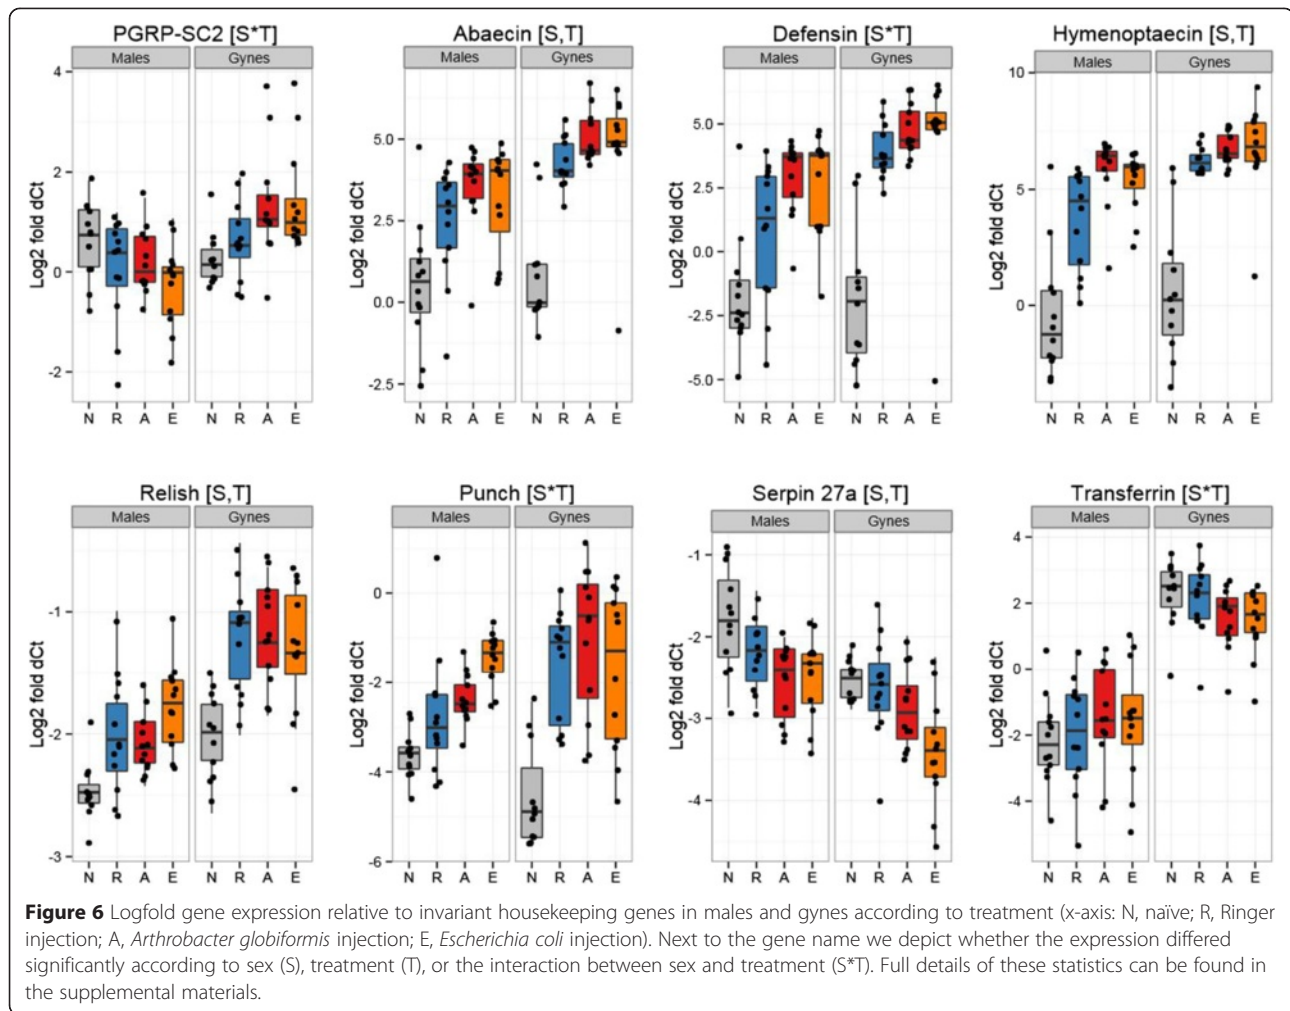 PGRP-SC2 [S*T]
Males Gynes
Log2 fold dCt
4
2
0
-2
N R A E N R A E
Abaecin [S,T]
Males Gynes
Log2 fold dCt
5.0
2.5
0.0
-2.5
N R A E N R A E
Defensin [S*T]
Males Gynes
Log2 fold dCt
5.0
2.5
0.0
-2.5
-5.0
N R A E N R A E
Hymenoptaecin [S,T]
Males Gynes
Log2 fold dCt
10
5
0
N R A E N R A E
Relish [S,T]
Males Gynes
Log2 fold dCt
-1
-2
-3
N R A E N R A E
Punch [S*T]
Males Gynes
Log2 fold dCt
0
-2
-4
-6
N R A E N R A E
Serpin 27a [S,T]
Males Gynes
Log2 fold dCt
-1
-2
-3
-4
N R A E N R A E
Transferrin [S*T]
Males Gynes
Log2 fold dCt
4
2
0
-2
-4
N R A E N R A E
Figure 6 Logfold gene expression relative to invariant housekeeping genes in males and gynes according to treatment (x-axis: N, naïve; R, Ringer
injection; A, Arthrobacter globiformis injection; E, Escherichia coli injection). Next to the gene name we depict whether the expression differed
significantly according to sex (S), treatment (T), or the interaction between sex and treatment (S*T). Full details of these statistics can be found in
the supplemental materials.